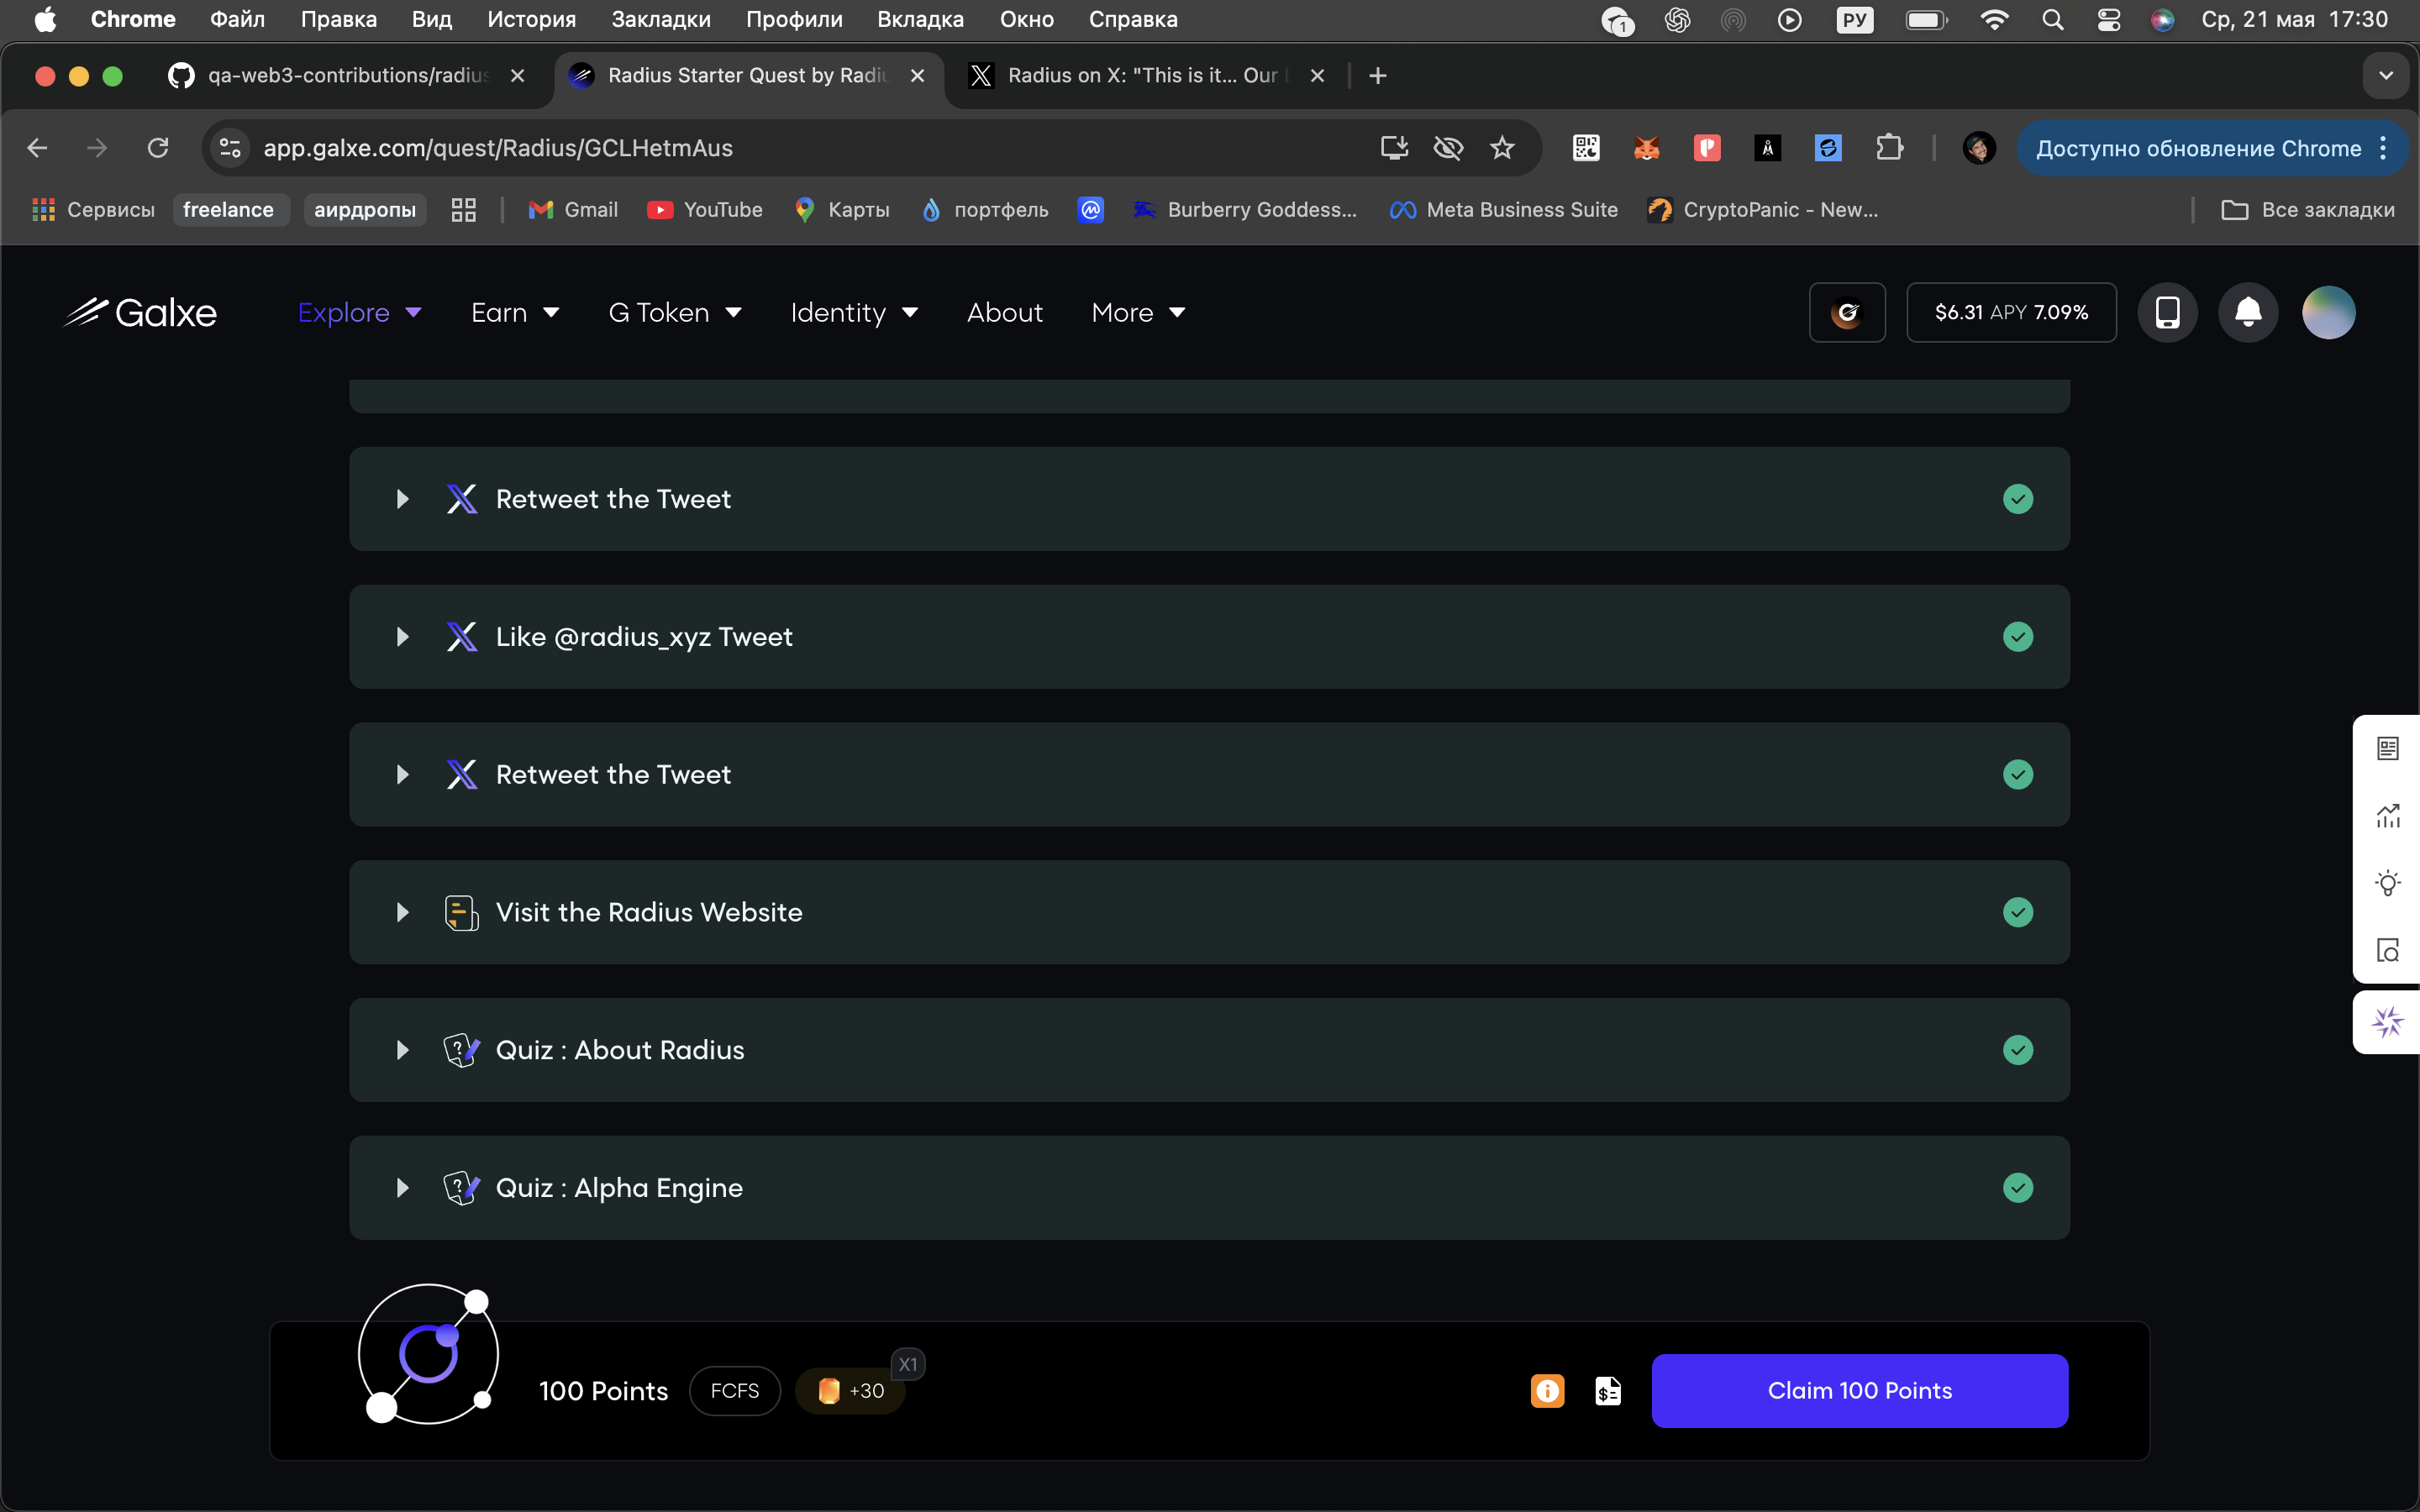 Chrome Файл Правка Вид История Закладки Профили Вкладка Окно Справка 1 РУ Ср, 21 мая 17:30
qa-web3-contributions/radius Radius Starter Quest by Radiu Radius on X: "This is it... Our
app.galxe.com/quest/Radius/GCLHetmAus Доступно обновление Chrome
Сервисы freelance аирдропы Gmail YouTube Карты портфель Burberry Goddess... Meta Business Suite CryptoPanic - New... Все закладки
Galxe Explore Earn G Token Identity About More $6.31 APY 7.09%
Retweet the Tweet
Like @radius_xyz Tweet
Retweet the Tweet
Visit the Radius Website
Quiz : About Radius
Quiz : Alpha Engine
X1
100 Points FCFS +30 Claim 100 Points